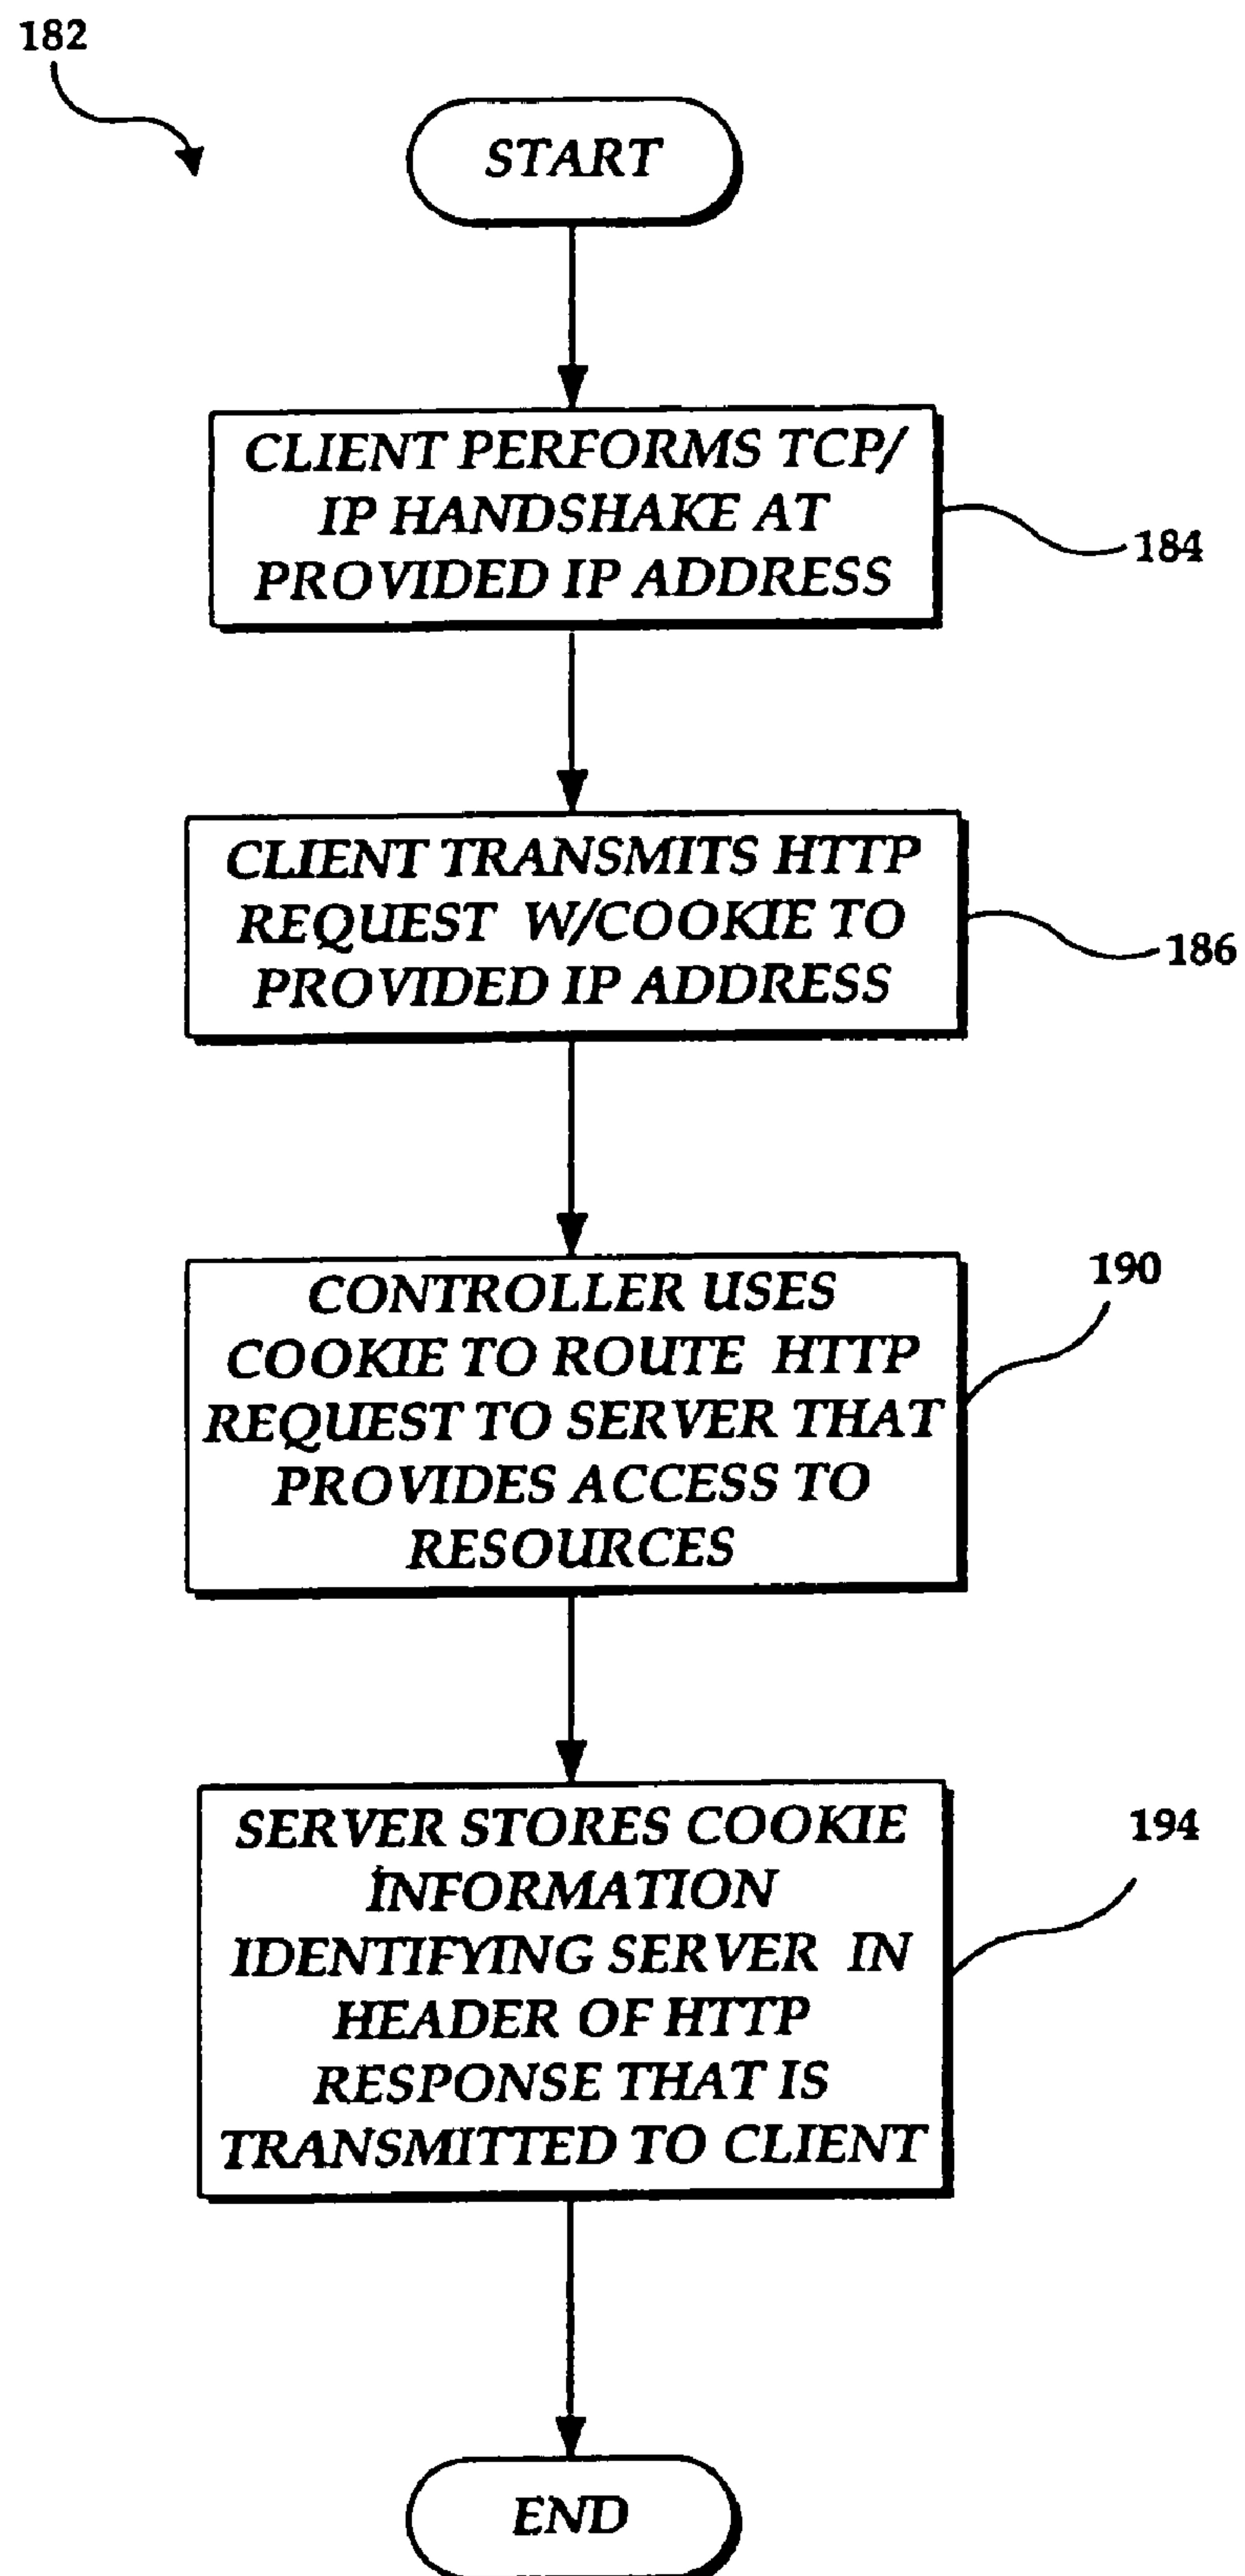 182
START
CLIENT PERFORMS TCP/
IP HANDSHAKE AT
PROVIDED IP ADDRESS
184
CLIENT TRANSMITS HTTP
REQUEST W/COOKIE TO
PROVIDED IP ADDRESS
186
CONTROLLER USES
COOKIE TO ROUTE HTTP
REQUEST TO SERVER THAT
PROVIDES ACCESS TO
RESOURCES
190
SERVER STORES COOKIE
INFORMATION
IDENTIFYING SERVER IN
HEADER OF HTTP
RESPONSE THAT IS
TRANSMITTED TO CLIENT
194
END